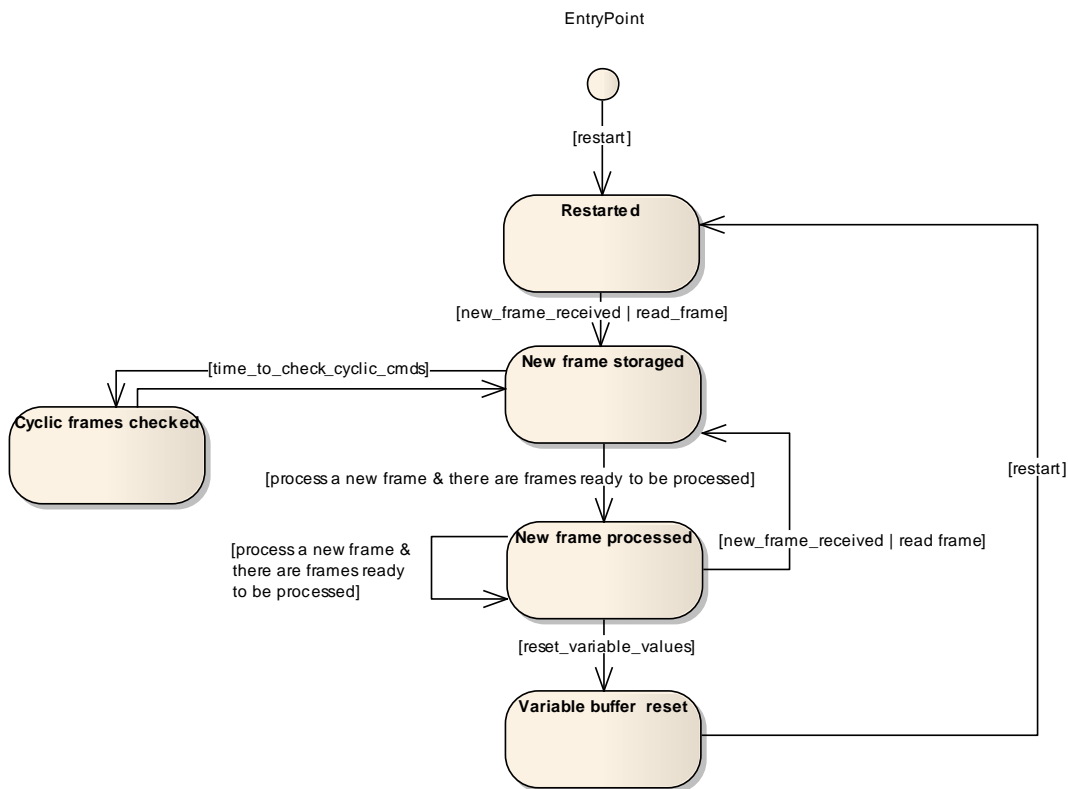 EntryPoint
[restart]
Restarted
[new_frame_received | read_frame]
New frame storaged
[time_to_check_cyclic_cmds]
Cyclic frames checked
[process a new frame & there are frames ready to be processed]
[restart]
New frame processed
[new_frame_received | read frame]
[process a new frame &
there are frames ready
to be processed]
[reset_variable_values]
Variable buffer reset